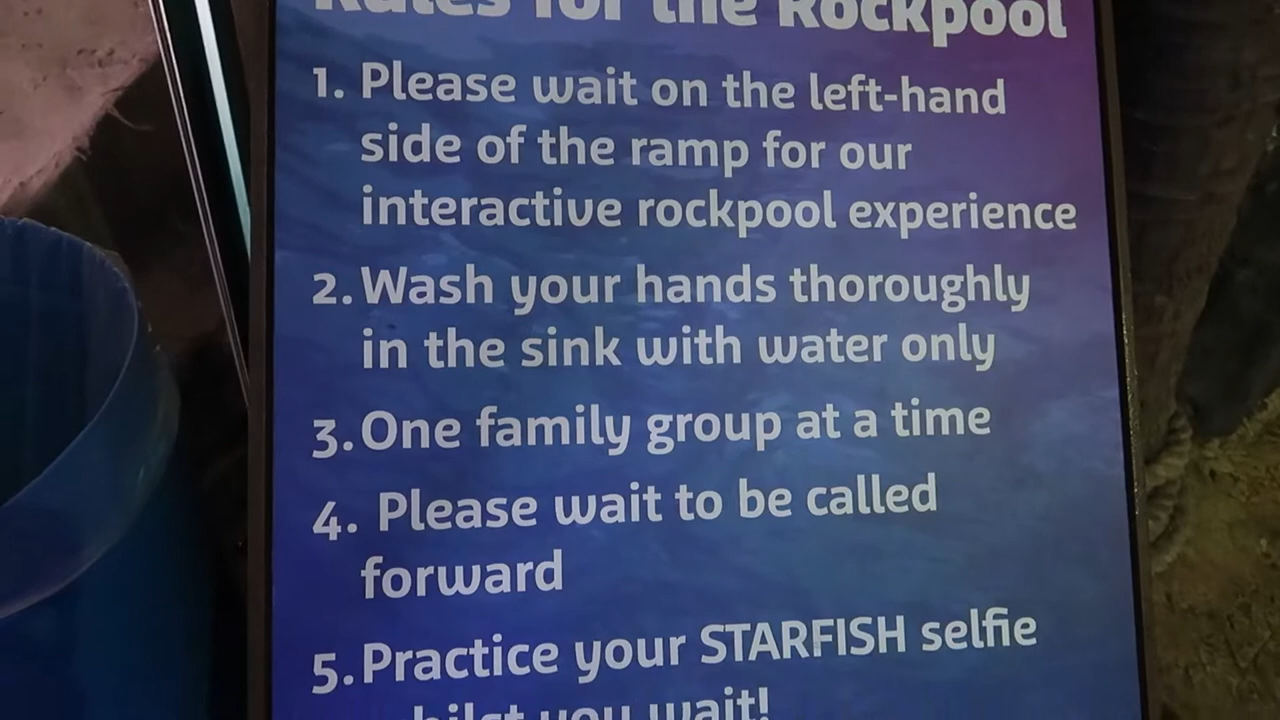 Rules for the Rockpool
1. Please wait on the left-hand
side of the ramp for our
interactive rockpool experience
2. Wash your hands thoroughly
in the sink with water only
3. One family group at a time
4. Please wait to be called
forward
5. Practice your STARFISH selfie
whilst you wait!